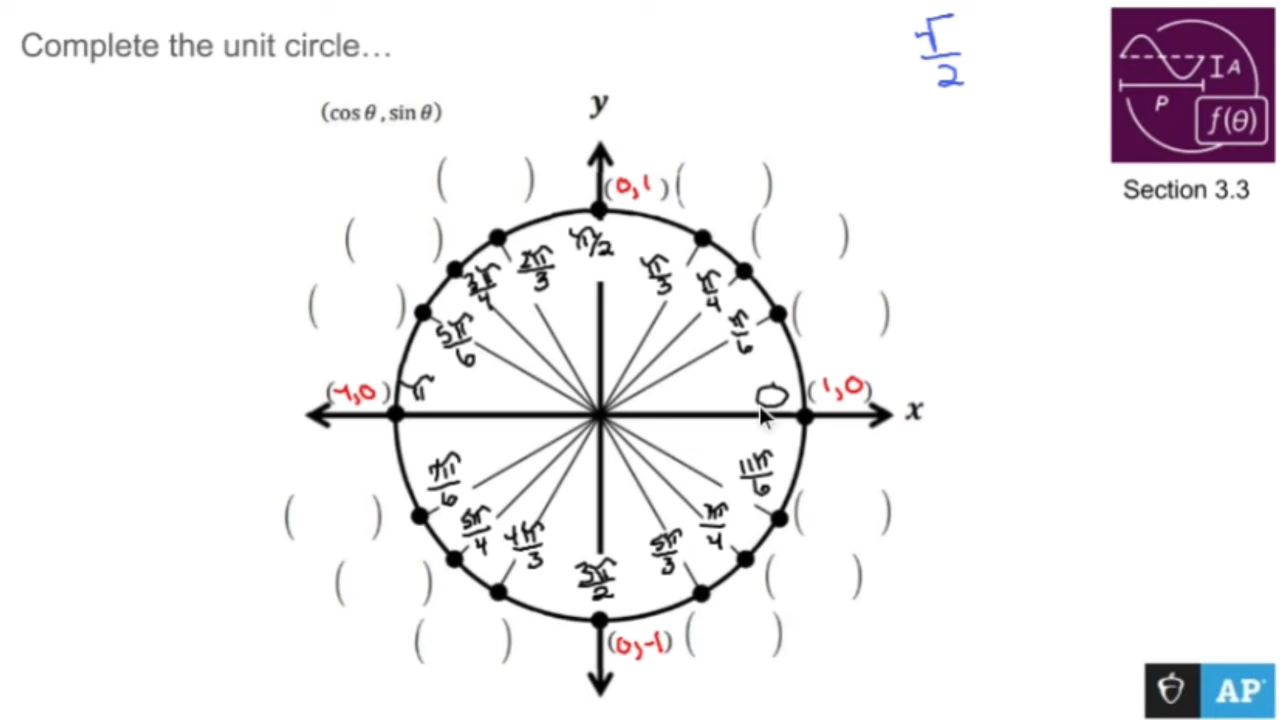 Complete the unit circle...
√
2
(cos θ , sin θ)
y
A
P
f(θ)
Section 3.3
( ) (0,1) ( )
( ) ( )
( ) ( )
π/2
2π/3 π/3
3π/4 π/4
5π/6 π/6
(-1,0) π 0 (1,0) x
7π/6 11π/6
5π/4 7π/4
4π/3 5π/3
3π/2
( ) ( )
( ) ( )
( ) (0,-1) ( )
AP